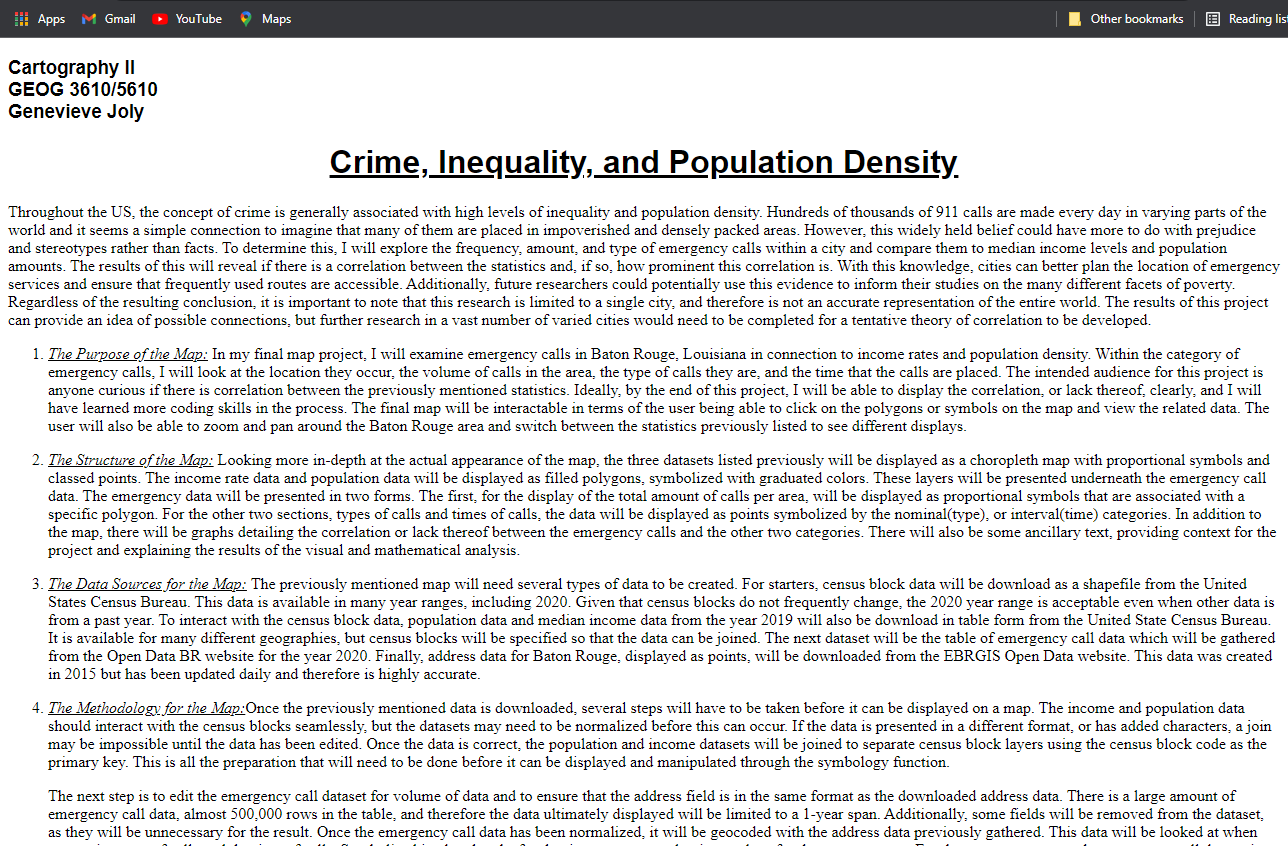 Apps Gmail YouTube Maps Other bookmarks Reading lis
Cartography II
GEOG 3610/5610
Genevieve Joly
Crime, Inequality, and Population Density
Throughout the US, the concept of crime is generally associated with high levels of inequality and population density. Hundreds of thousands of 911 calls are made every day in varying parts of the
world and it seems a simple connection to imagine that many of them are placed in impoverished and densely packed areas. However, this widely held belief could have more to do with prejudice
and stereotypes rather than facts. To determine this, I will explore the frequency, amount, and type of emergency calls within a city and compare them to median income levels and population
amounts. The results of this will reveal if there is a correlation between the statistics and, if so, how prominent this correlation is. With this knowledge, cities can better plan the location of emergency
services and ensure that frequently used routes are accessible. Additionally, future researchers could potentially use this evidence to inform their studies on the many different facets of poverty.
Regardless of the resulting conclusion, it is important to note that this research is limited to a single city, and therefore is not an accurate representation of the entire world. The results of this project
can provide an idea of possible connections, but further research in a vast number of varied cities would need to be completed for a tentative theory of correlation to be developed.
1. The Purpose of the Map: In my final map project, I will examine emergency calls in Baton Rouge, Louisiana in connection to income rates and population density. Within the category of
emergency calls, I will look at the location they occur, the volume of calls in the area, the type of calls they are, and the time that the calls are placed. The intended audience for this project is
anyone curious if there is correlation between the previously mentioned statistics. Ideally, by the end of this project, I will be able to display the correlation, or lack thereof, clearly, and I will
have learned more coding skills in the process. The final map will be interactable in terms of the user being able to click on the polygons or symbols on the map and view the related data. The
user will also be able to zoom and pan around the Baton Rouge area and switch between the statistics previously listed to see different displays.
2. The Structure of the Map: Looking more in-depth at the actual appearance of the map, the three datasets listed previously will be displayed as a choropleth map with proportional symbols and
classed points. The income rate data and population data will be displayed as filled polygons, symbolized with graduated colors. These layers will be presented underneath the emergency call
data. The emergency data will be presented in two forms. The first, for the display of the total amount of calls per area, will be displayed as proportional symbols that are associated with a
specific polygon. For the other two sections, types of calls and times of calls, the data will be displayed as points symbolized by the nominal(type), or interval(time) categories. In addition to
the map, there will be graphs detailing the correlation or lack thereof between the emergency calls and the other two categories. There will also be some ancillary text, providing context for the
project and explaining the results of the visual and mathematical analysis.
3. The Data Sources for the Map: The previously mentioned map will need several types of data to be created. For starters, census block data will be download as a shapefile from the United
States Census Bureau. This data is available in many year ranges, including 2020. Given that census blocks do not frequently change, the 2020 year range is acceptable even when other data is
from a past year. To interact with the census block data, population data and median income data from the year 2019 will also be download in table form from the United State Census Bureau.
It is available for many different geographies, but census blocks will be specified so that the data can be joined. The next dataset will be the table of emergency call data which will be gathered
from the Open Data BR website for the year 2020. Finally, address data for Baton Rouge, displayed as points, will be downloaded from the EBRGIS Open Data website. This data was created
in 2015 but has been updated daily and therefore is highly accurate.
4. The Methodology for the Map:Once the previously mentioned data is downloaded, several steps will have to be taken before it can be displayed on a map. The income and population data
should interact with the census blocks seamlessly, but the datasets may need to be normalized before this can occur. If the data is presented in a different format, or has added characters, a join
may be impossible until the data has been edited. Once the data is correct, the population and income datasets will be joined to separate census block layers using the census block code as the
primary key. This is all the preparation that will need to be done before it can be displayed and manipulated through the symbology function.
The next step is to edit the emergency call dataset for volume of data and to ensure that the address field is in the same format as the downloaded address data. There is a large amount of
emergency call data, almost 500,000 rows in the table, and therefore the data ultimately displayed will be limited to a 1-year span. Additionally, some fields will be removed from the dataset,
as they will be unnecessary for the result. Once the emergency call data has been normalized, it will be geocoded with the address data previously gathered. This data will be looked at when